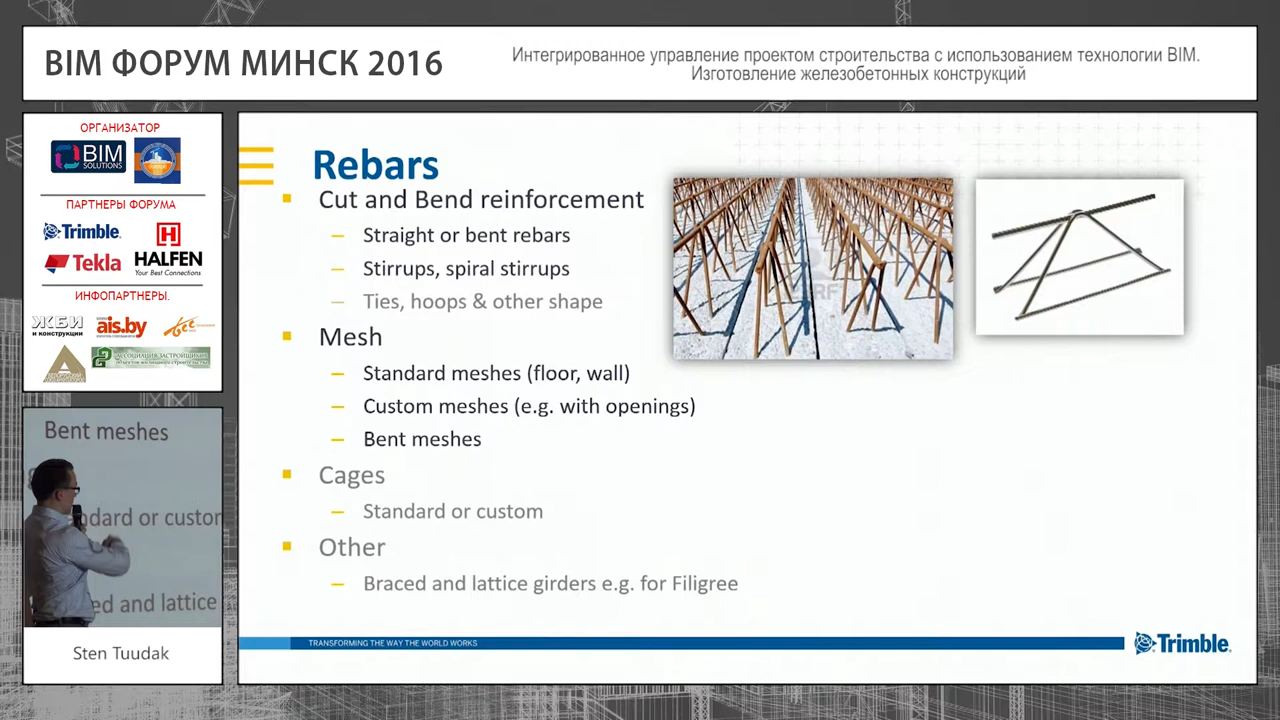 BIM ФОРУМ МИНСК 2016
Интегрированное управление проектом строительства с использованием технологии BIM.
Изготовление железобетонных конструкций
ОРГАНИЗАТОР
BIM
SOLUTIONS
ПАРТНЕРЫ ФОРУМА
Trimble.
Tekla
HALFEN
Your Best Connections
ИНФОПАРТНЕРЫ.
ЖБИ
и конструкции
ais.by
все
АССОЦИАЦИЯ ЗАСТРОЙЩИКОВ
Bent meshes
ndard or custor
ed and lattice
Sten Tuudak
Rebars
Cut and Bend reinforcement
– Straight or bent rebars
– Stirrups, spiral stirrups
– Ties, hoops & other shape
Mesh
– Standard meshes (floor, wall)
– Custom meshes (e.g. with openings)
– Bent meshes
Cages
– Standard or custom
Other
– Braced and lattice girders e.g. for Filigree
TRANSFORMING THE WAY THE WORLD WORKS
Trimble.